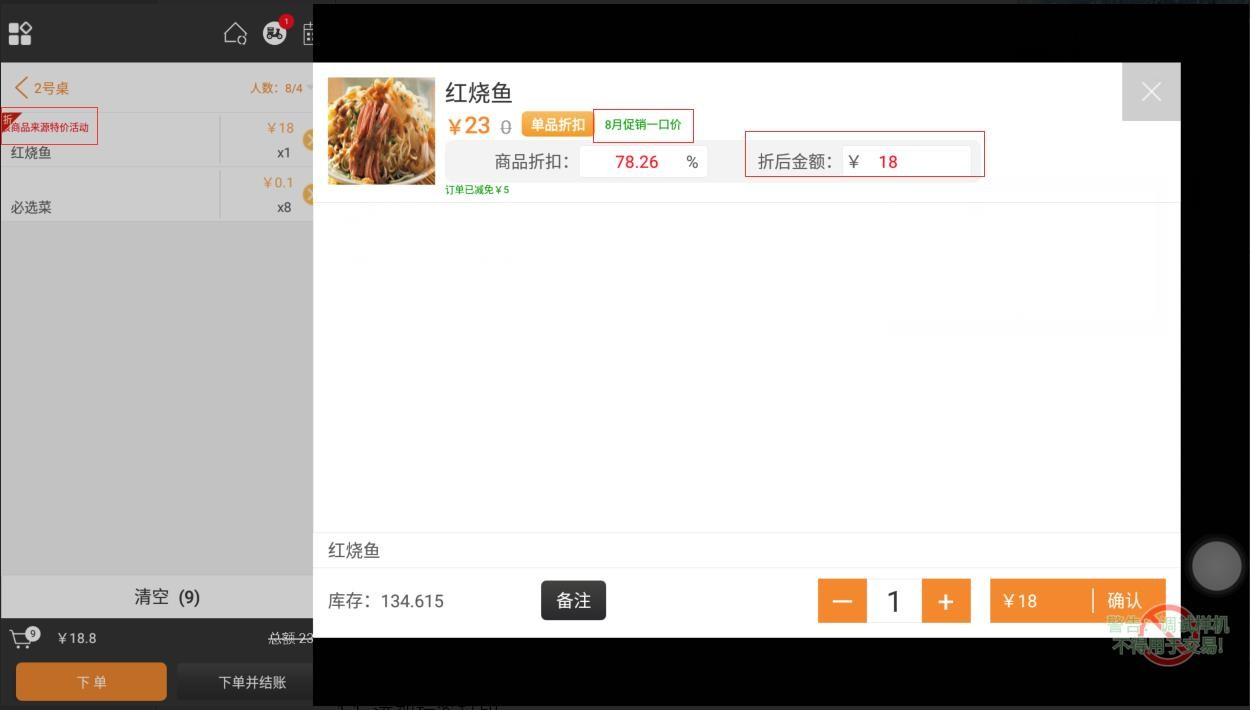 1
2号桌
人数：8/4
折
商品来源特价活动
￥18
红烧鱼
x1
￥0.1
必选菜
x8
清空 (9)
9
￥18.8
总额 23
下单
下单并结账
红烧鱼
￥23 0 单品折扣 8月促销一口价
商品折扣： 78.26 %
折后金额：￥ 18
订单已减免￥5
红烧鱼
库存：134.615
备注
1
￥18
确认
警告！调试样机
不得用于交易!